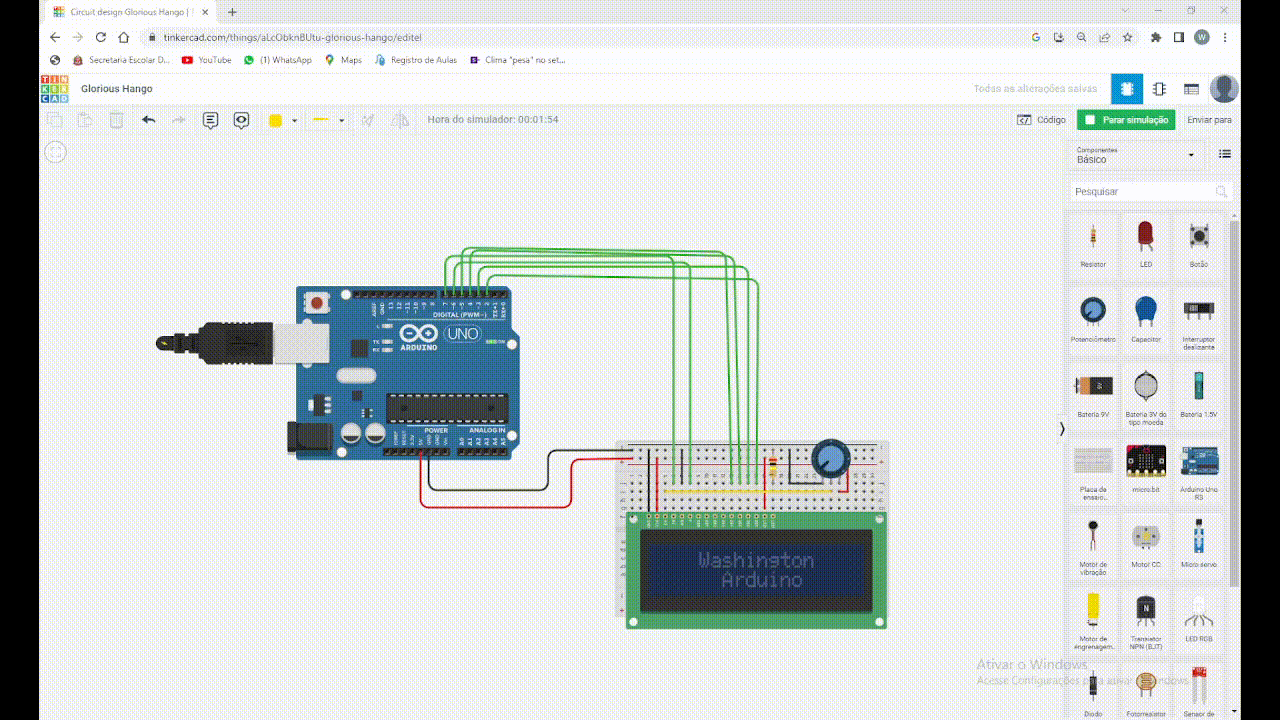 Circuit design Glorious Hango |
tinkercad.com/things/aLcObknBUtu-glorious-hango/editel
G
W
Secretaria Escolar D...
YouTube
(1) WhatsApp
Maps
Registro de Aulas
Clima "pesa" no set...
TIN
KER
CAD
Glorious Hango
Todas as alterações salvas
Hora do simulador: 00:01:54
Código
Parar simulação
Enviar para
Componentes
Básico
Pesquisar
Resistor
LED
Botão
Potenciômetro
Capacitor
Interruptor
deslizante
Bateria 9V
Bateria 3V do
tipo moeda
Bateria 1.5V
Placa de
ensaio...
micro:bit
Arduino Uno
R3
Motor de
vibração
Motor CC
Micro servo
Motor de
engrenagem...
Transistor
NPN (BJT)
LED RGB
Diodo
Fotorresistor
Sensor de
DIGITAL (PWM~)
UNO
ARDUINO
TX
RX
ON
POWER
ANALOG IN
Washington
Arduino
Ativar o Windows
Acesse Configurações para ativar o Windows.